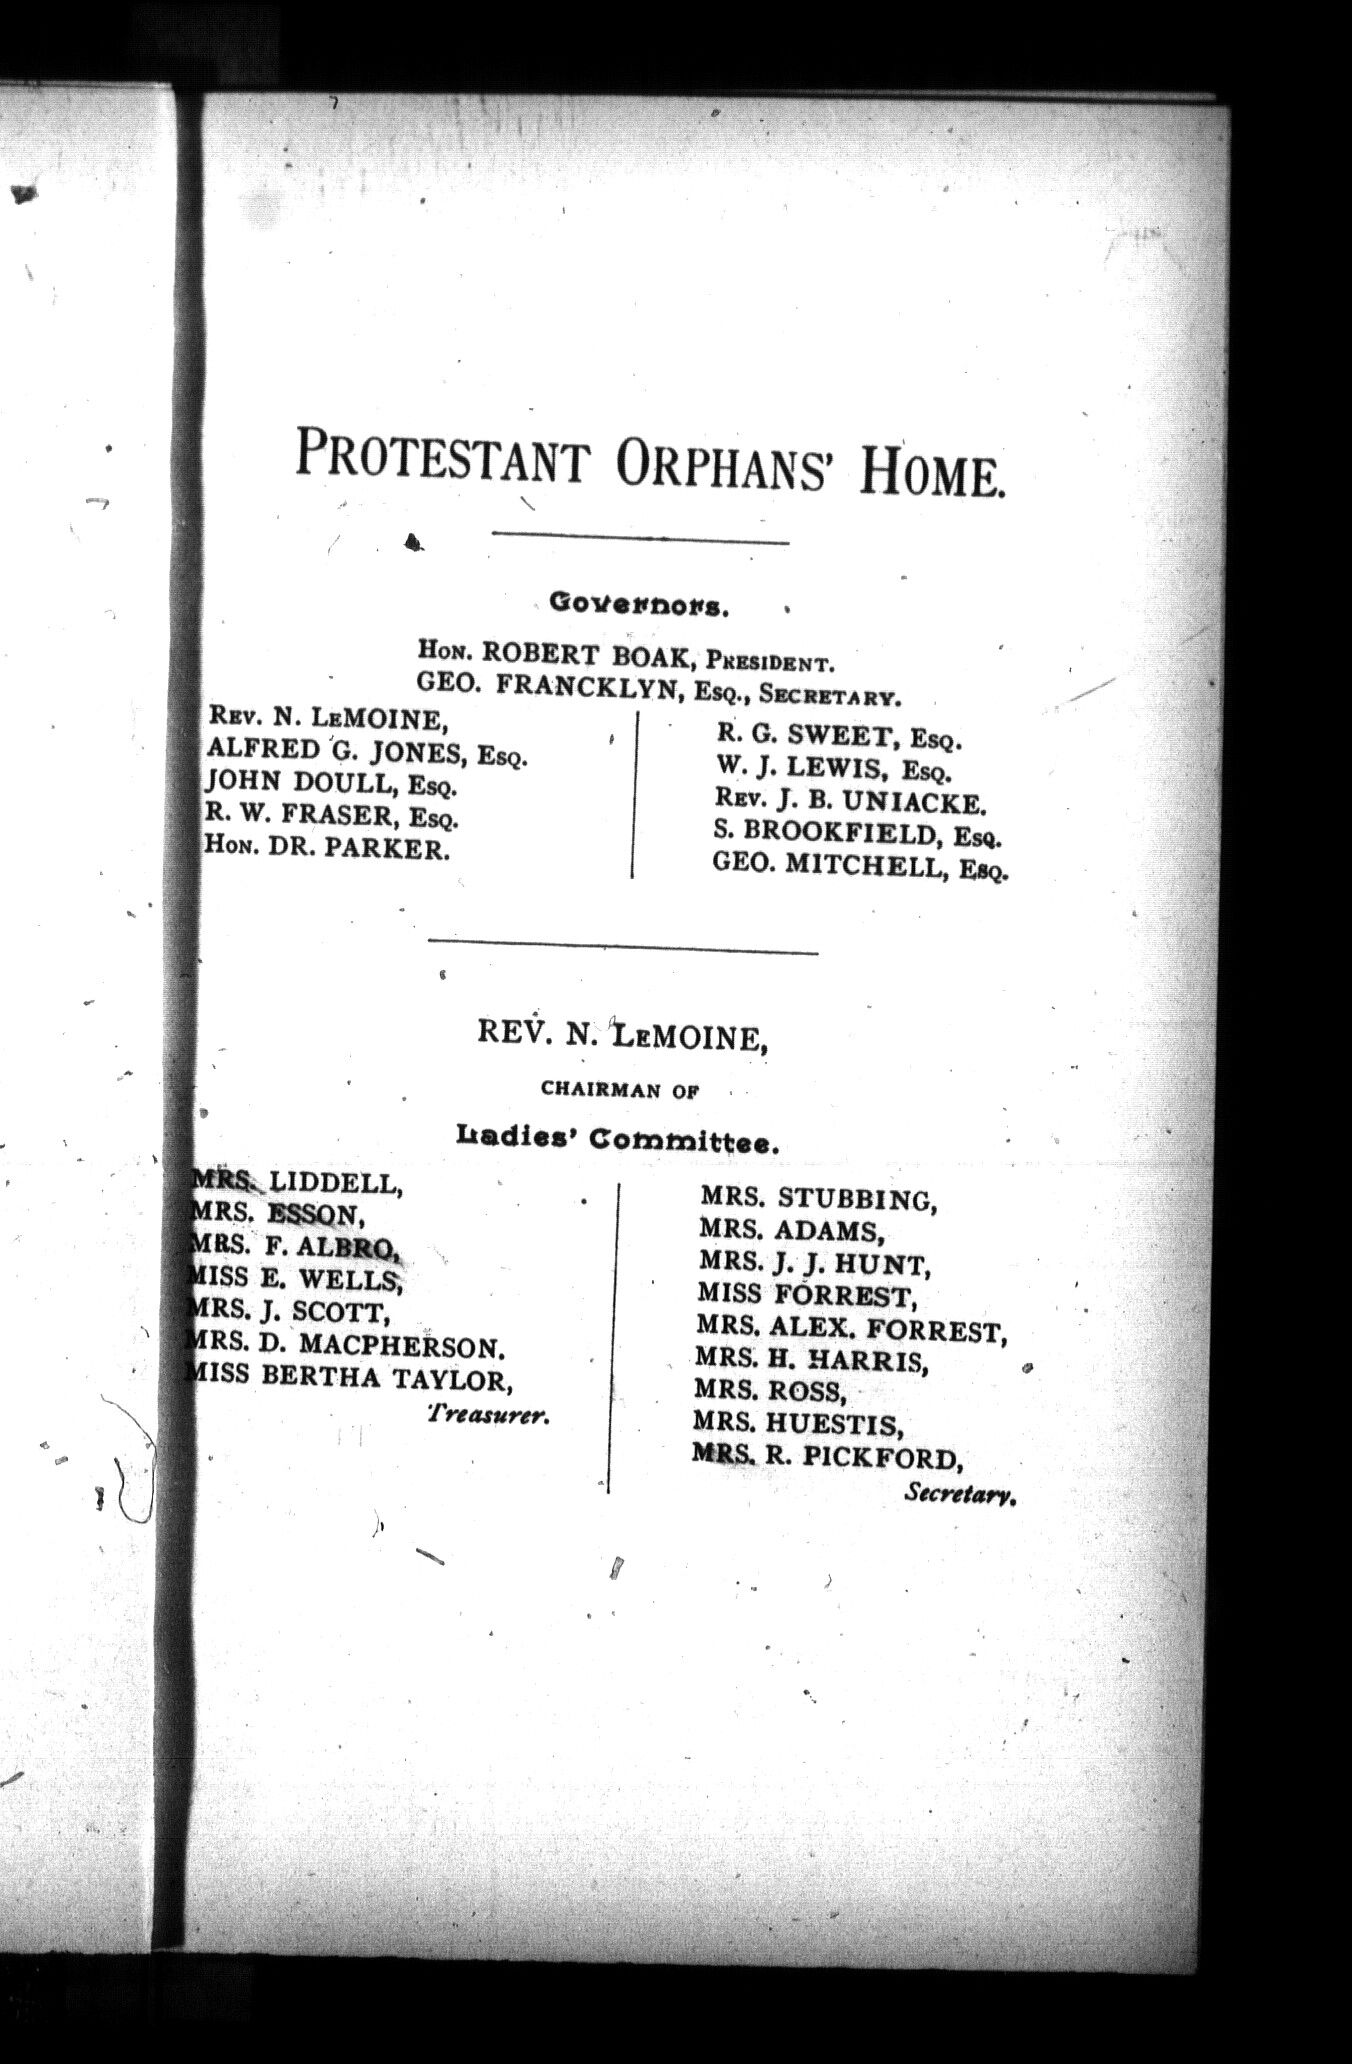 PROTESTANT ORPHANS' HOME.
Governors.
HON. ROBERT BOAK, PRESIDENT.
GEO. FRANCKLYN, ESQ., SECRETARY.
REV. N. LEMOINE,
ALFRED G. JONES, ESQ.
JOHN DOULL, ESQ.
R. W. FRASER, ESQ.
HON. DR. PARKER.
R. G. SWEET, ESQ.
W. J. LEWIS, ESQ.
REV. J. B. UNIACKE.
S. BROOKFIELD, ESQ.
GEO. MITCHELL, ESQ.
REV. N. LEMOINE,
CHAIRMAN OF
Ladies' Committee.
MRS. LIDDELL,
MRS. ESSON,
MRS. F. ALBRO,
MISS E. WELLS,
MRS. J. SCOTT,
MRS. D. MACPHERSON.
MISS BERTHA TAYLOR,
Treasurer.
MRS. STUBBING,
MRS. ADAMS,
MRS. J. J. HUNT,
MISS FORREST,
MRS. ALEX. FORREST,
MRS. H. HARRIS,
MRS. ROSS,
MRS. HUESTIS,
MRS. R. PICKFORD,
Secretary.